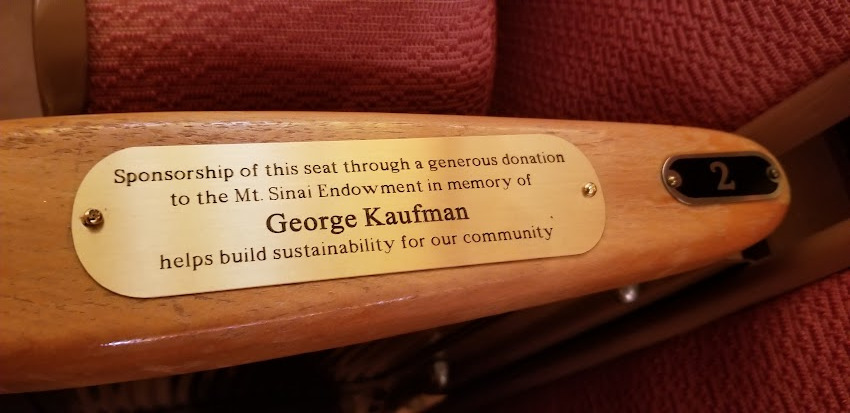 Sponsorship of this seat through a generous donation
to the Mt. Sinai Endowment in memory of
George Kaufman
helps build sustainability for our community
2